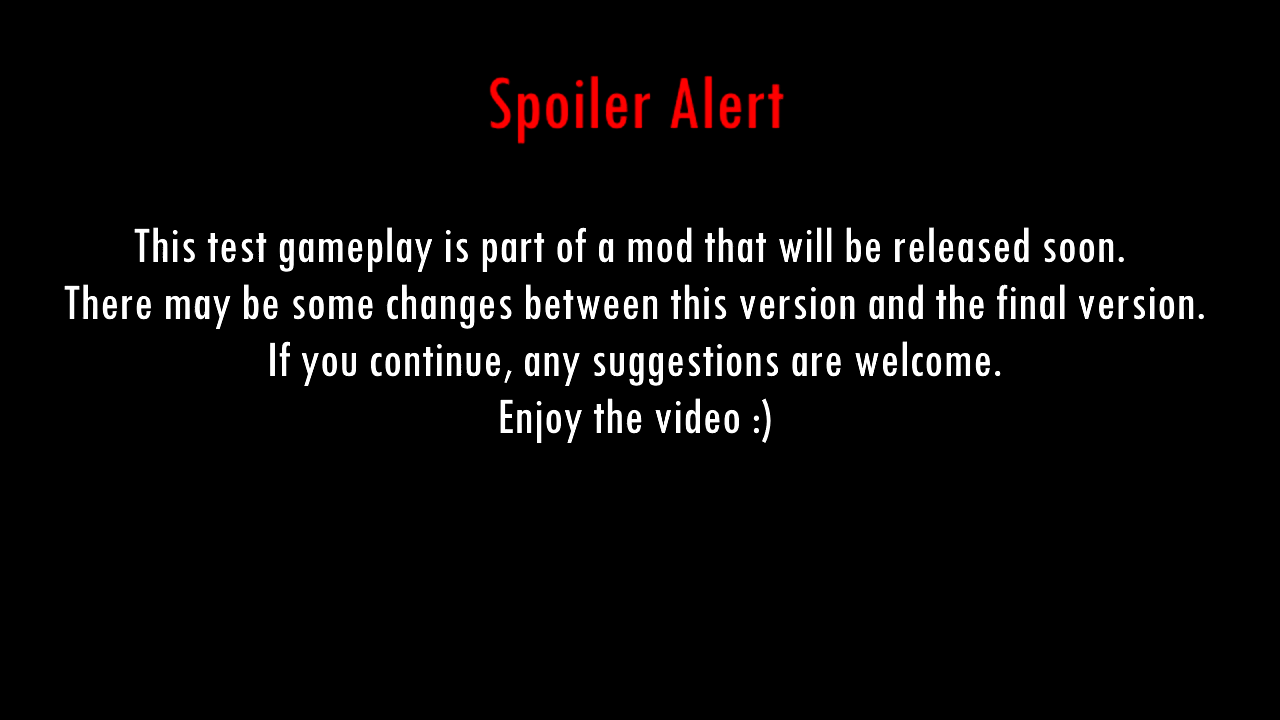 Spoiler Alert
This test gameplay is part of a mod that will be released soon.
There may be some changes between this version and the final version.
If you continue, any suggestions are welcome.
Enjoy the video :)